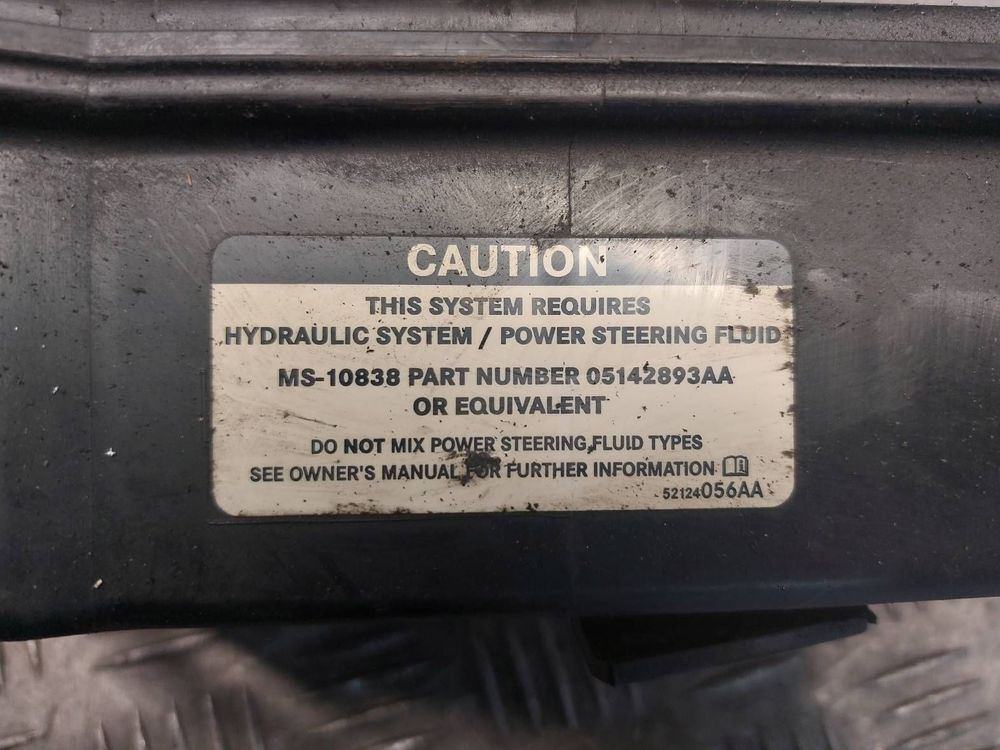 CAUTION
THIS SYSTEM REQUIRES
HYDRAULIC SYSTEM / POWER STEERING FLUID
MS-10838 PART NUMBER 05142893AA
OR EQUIVALENT
DO NOT MIX POWER STEERING FLUID TYPES
SEE OWNER'S MANUAL FOR FURTHER INFORMATION
52124056AA